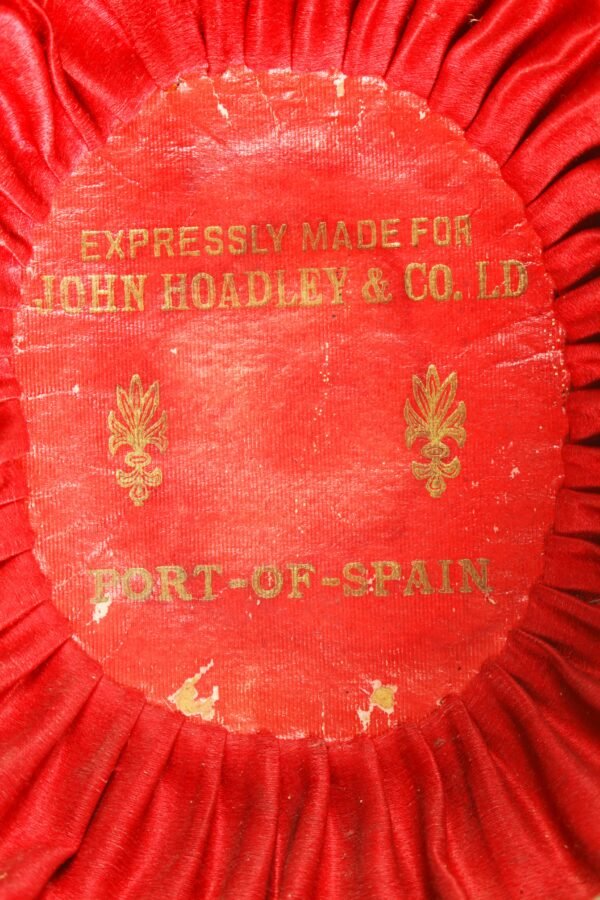 EXPRESSLY MADE FOR
JOHN HOADLEY & CO. LD
PORT-OF-SPAIN